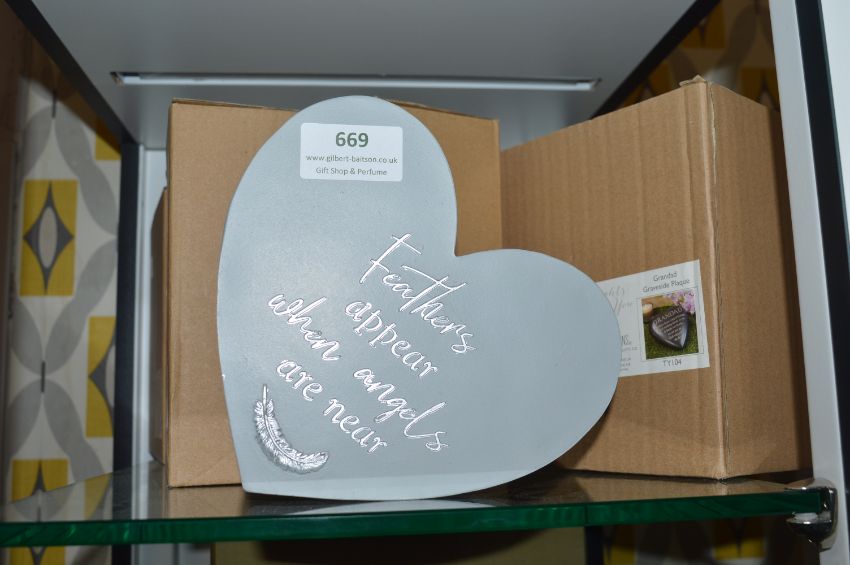 669
www.gilbert-baitson.co.uk
Gift Shop & Perfume
Feathers
appear
when angels
are near
Grandad
Graveside Plaque
GRANDAD
TY104